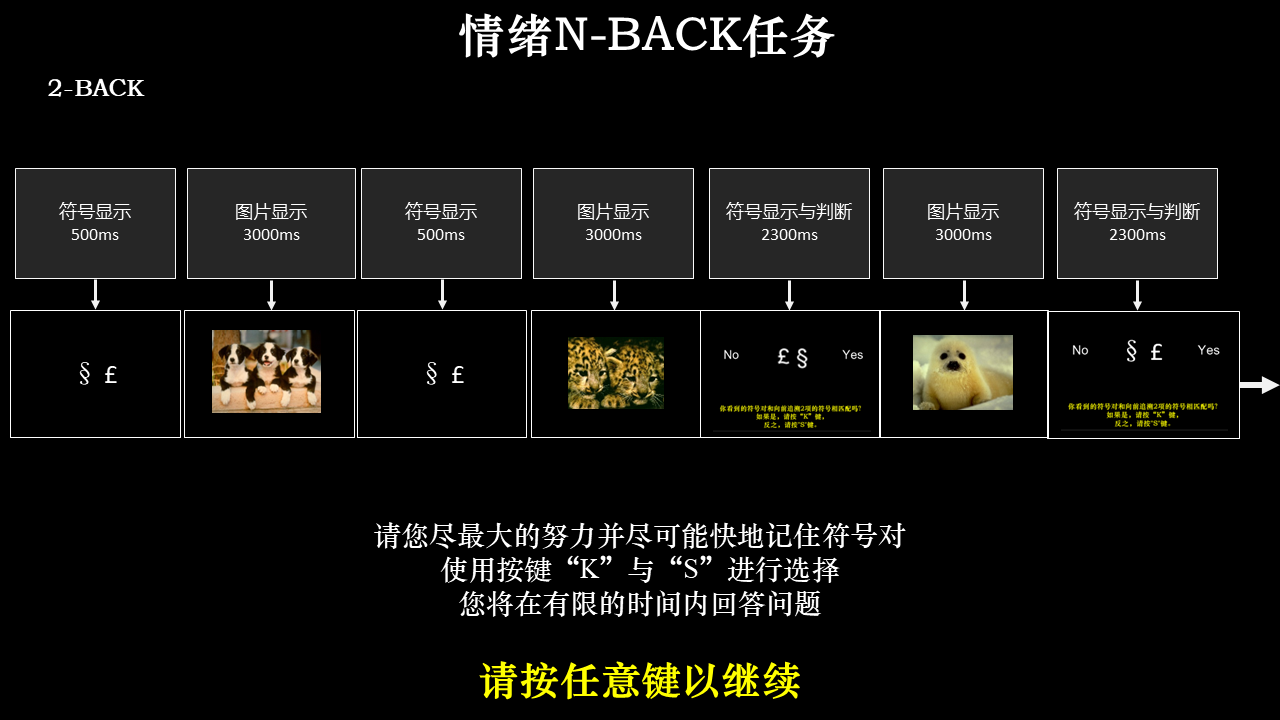 情绪N-BACK任务
2-BACK
符号显示
500ms
图片显示
3000ms
符号显示
500ms
图片显示
3000ms
符号显示与判断
2300ms
图片显示
3000ms
符号显示与判断
2300ms
§ £
§ £
No £ § Yes
你看到的符号对和向前追溯2项的符号相匹配吗?
如果是，请按“K”键，
反之，请按"S"键。
No § £ Yes
你看到的符号对和向前追溯2项的符号相匹配吗?
如果是，请按“K”键，
反之，请按"S"键。
请您尽最大的努力并尽可能快地记住符号对
使用按键“K”与“S”进行选择
您将在有限的时间内回答问题
请按任意键以继续